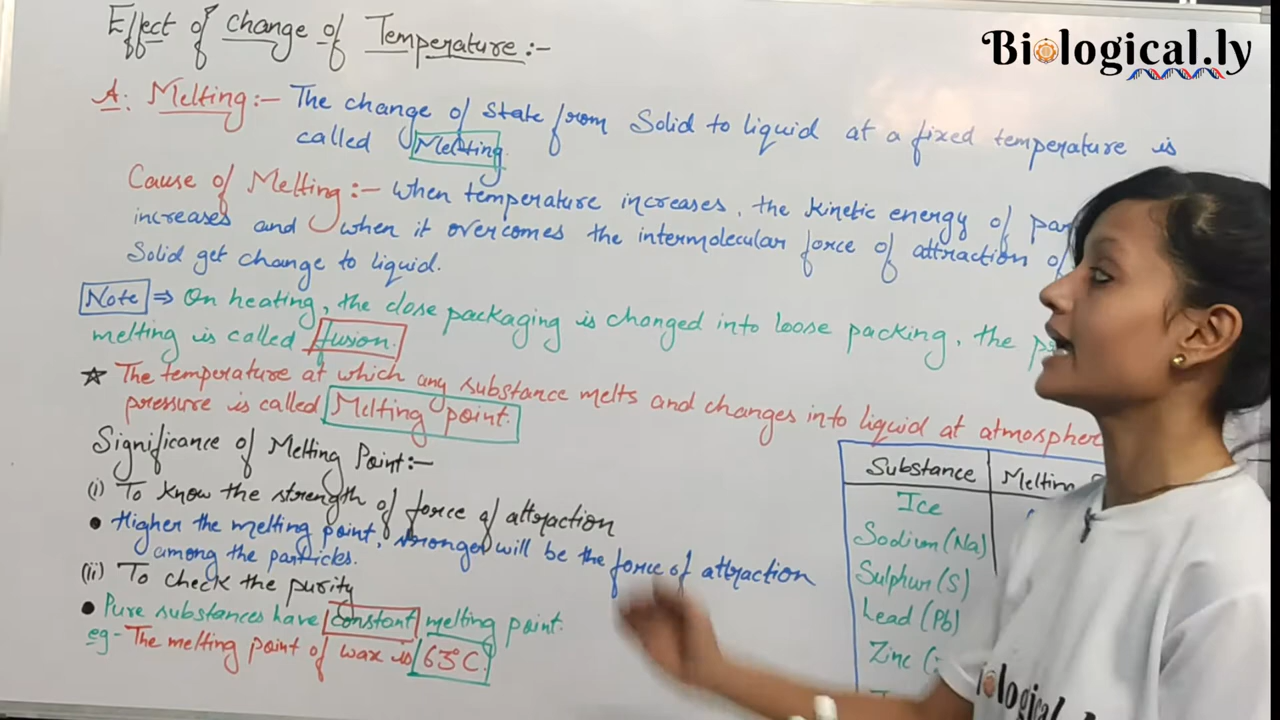 Effect of change of Temperature :-
Biological.ly
A: Melting :- The change of state from Solid to liquid at a fixed temperature is
called Melting.
Cause of Melting :- When temperature increases, the kinetic energy of
increases and when it overcomes the intermolecular force of attraction of
Solid get change to liquid.
Note ⇒ On heating, the close packaging is changed into loose packing, the
melting is called fusion.
☆ The temperature at which any substance melts and changes into liquid at
pressure is called Melting point.
Significance of Melting Point :-
(i) To know the strength of force of attraction
• Higher the melting point, stronger will be the force of attraction
among the particles.
(ii) To check the purity
• Pure substances have constant melting point.
eg - The melting point of wax is 63°C.
Substance Melting
Ice
Sodium (Na)
Sulphur (S)
Lead (Pb)
Zinc